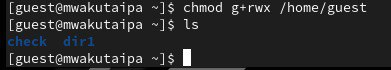 [guest@mwakutaipa ~]$ chmod g+rwx /home/guest
[guest@mwakutaipa ~]$ ls
check dir1
[guest@mwakutaipa ~]$